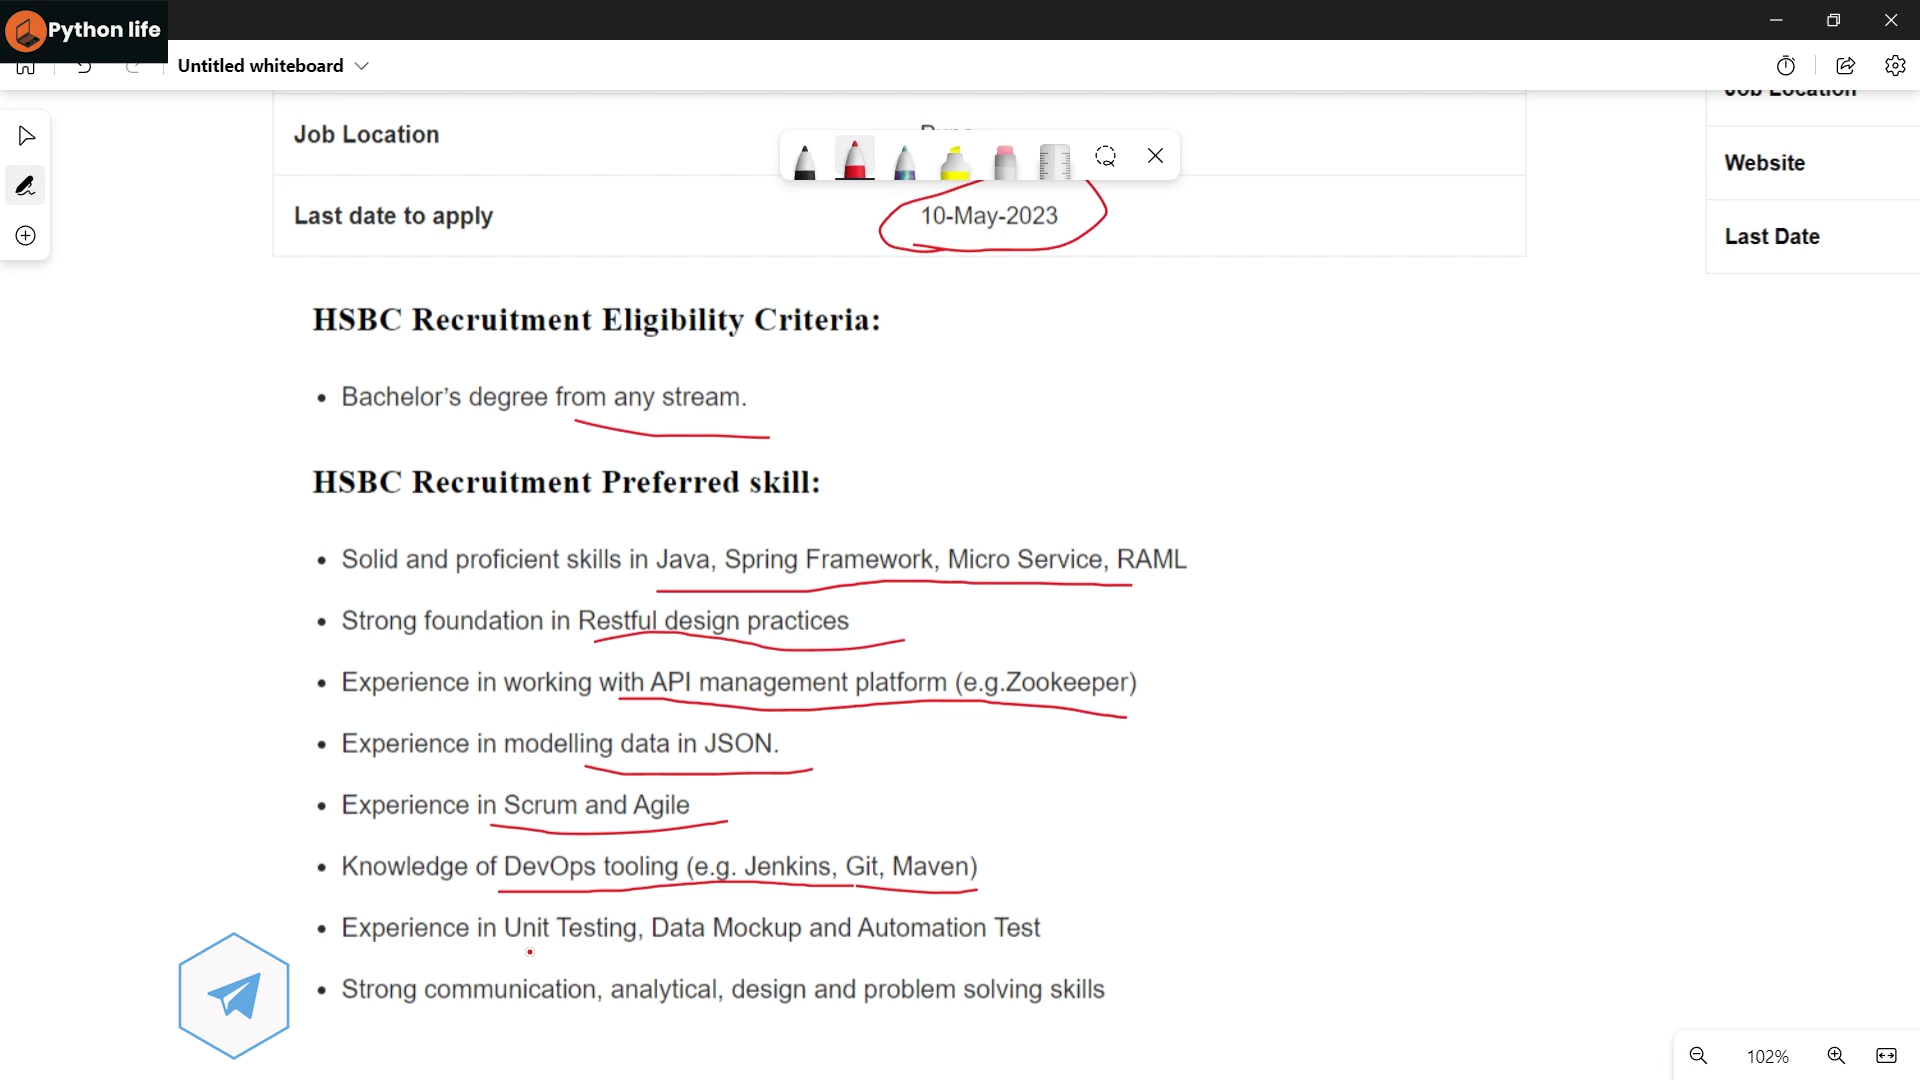 Python life
Untitled whiteboard
Job Location
Job Location
Last date to apply
10-May-2023
Website
Last Date
HSBC Recruitment Eligibility Criteria:
• Bachelor’s degree from any stream.
HSBC Recruitment Preferred skill:
• Solid and proficient skills in Java, Spring Framework, Micro Service, RAML
• Strong foundation in Restful design practices
• Experience in working with API management platform (e.g.Zookeeper)
• Experience in modelling data in JSON.
• Experience in Scrum and Agile
• Knowledge of DevOps tooling (e.g. Jenkins, Git, Maven)
• Experience in Unit Testing, Data Mockup and Automation Test
• Strong communication, analytical, design and problem solving skills
102%